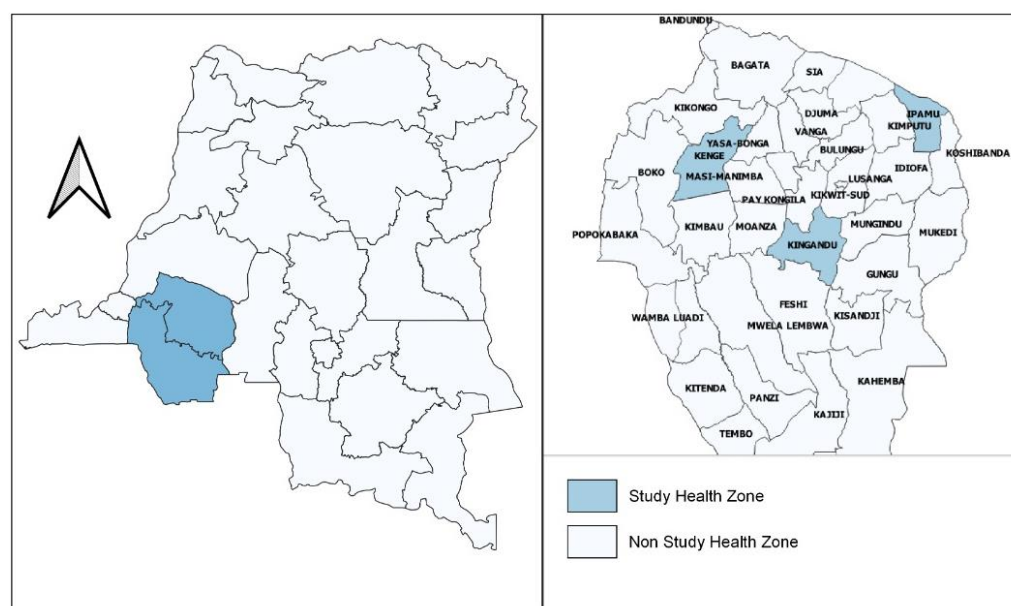 BANDUNDU
BAGATA
SIA
KIKONGO
DJUMA
IPAMU
KIMPUTU
VANGA
YASA-BONGA
BULUNGU
KOSHIBANDA
KENGE
IDIOFA
BOKO
MASI-MANIMBA
LUSANGA
PAY KONGILA
KIKWIT-SUD
POPOKABAKA
KIMBAU
MOANZA
MUNGINDU
MUKEDI
KINGANDU
GUNGU
FESHI
WAMBA LUADI
KISANDJI
MWELA LEMBWA
KAHEMBA
KITENDA
PANZI
KAJIJI
TEMBO
Study Health Zone
Non Study Health Zone